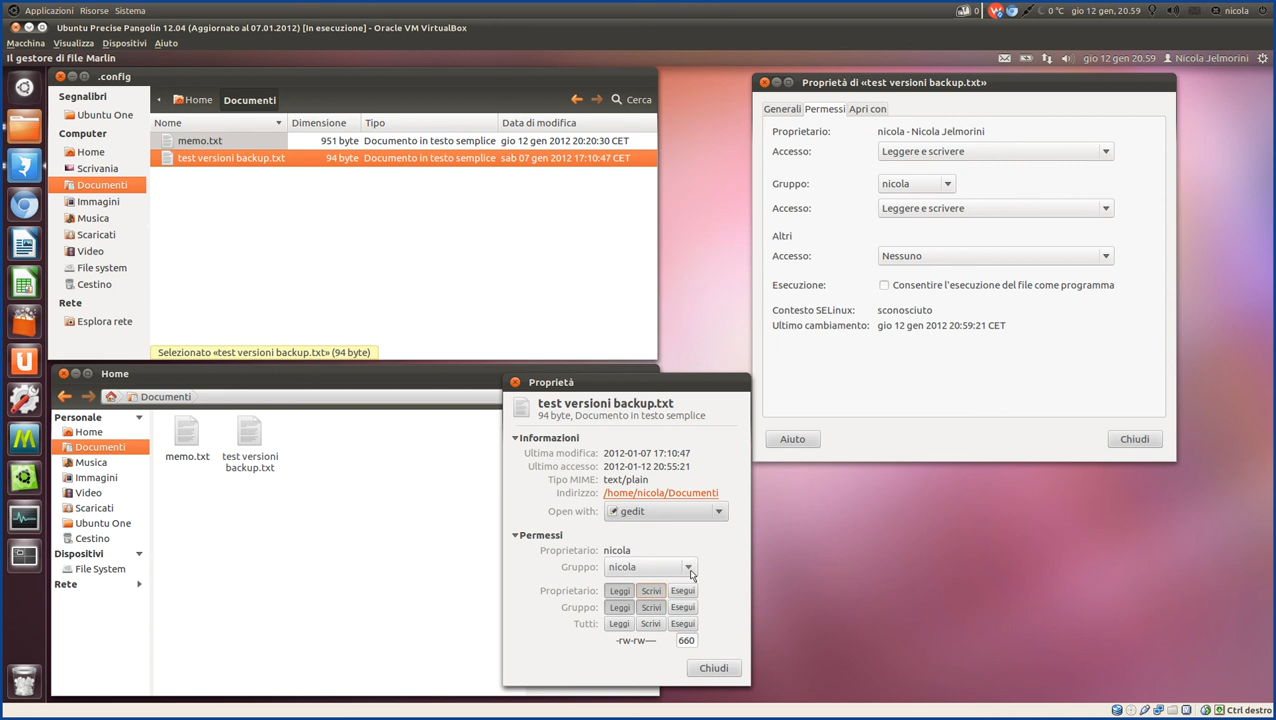 Applicazioni Risorse Sistema 0 0 °C gio 12 gen, 20.59 nicola
Ubuntu Precise Pangolin 12.04 (Aggiornato al 07.01.2012) [In esecuzione] - Oracle VM VirtualBox
Macchina Visualizza Dispositivi Aiuto
Il gestore di file Marlin gio 12 gen 2012 20:59 Nicola Jelmorini
.config
Segnalibri
Ubuntu One
Computer
Home
Scrivania
Documenti
Immagini
Musica
Scaricati
Video
File system
Cestino
Rete
Esplora rete
Home Documenti Cerca
Nome Dimensione Tipo Data di modifica
memo.txt 951 byte Documento in testo semplice gio 12 gen 2012 20:20:30 CET
test versioni backup.txt 94 byte Documento in testo semplice sab 07 gen 2012 17:10:47 CET
Selezionato «test versioni backup.txt» (94 byte)
Proprietà di «test versioni backup.txt»
Generali Permessi Apri con
Proprietario: nicola - Nicola Jelmorini
Accesso: Leggere e scrivere
Gruppo: nicola
Accesso: Leggere e scrivere
Altri
Accesso: Nessuno
Esecuzione: Consentire l'esecuzione del file come programma
Contesto SELinux: sconosciuto
Ultimo cambiamento: gio 12 gen 2012 20:59:21 CET
Aiuto Chiudi
Home
Documenti
Personale
Home
Documenti
Musica
Immagini
Video
Scaricati
Ubuntu One
Cestino
Dispositivi
File System
Rete
memo.txt
test versioni
backup.txt
Proprietà
test versioni backup.txt
94 byte, Documento in testo semplice
Informazioni
Ultima modifica: 2012-01-07 17:10:47
Ultimo accesso: 2012-01-12 20:55:21
Tipo MIME: text/plain
Indirizzo: /home/nicola/Documenti
Open with: gedit
Permessi
Proprietario: nicola
Gruppo: nicola
Proprietario: Leggi Scrivi Esegui
Gruppo: Leggi Scrivi Esegui
Tutti: Leggi Scrivi Esegui
-rw-rw---- 660
Chiudi
Ctrl destro